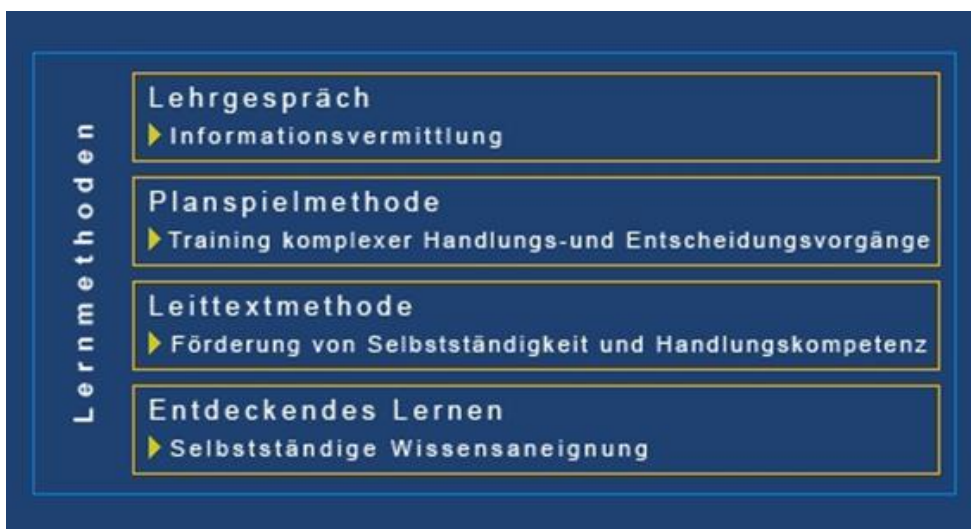 Lernmethoden
Lehrgespräch
Informationsvermittlung
Planspielmethode
Training komplexer Handlungs-und Entscheidungsvorgänge
Leittextmethode
Förderung von Selbstständigkeit und Handlungskompetenz
Entdeckendes Lernen
Selbstständige Wissensaneignung